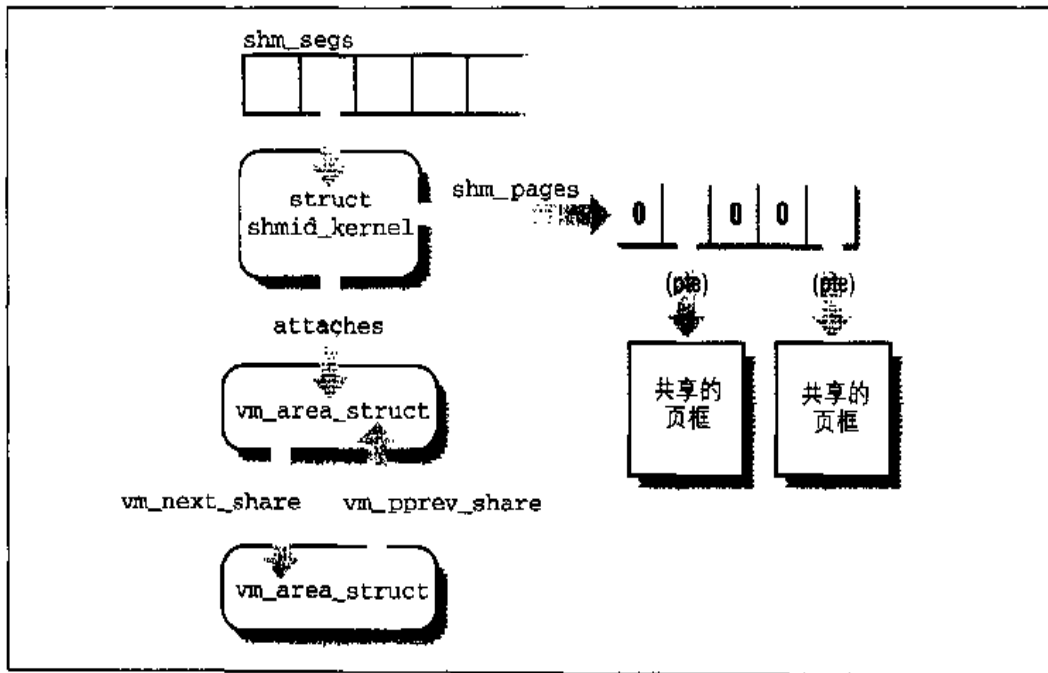 shm_segs
struct
shmid_kernel
shm_pages
0
0
0
(pte)
(pte)
attaches
共享的
页框
共享的
页框
vm_area_struct
vm_next_share
vm_pprev_share
vm_area_struct